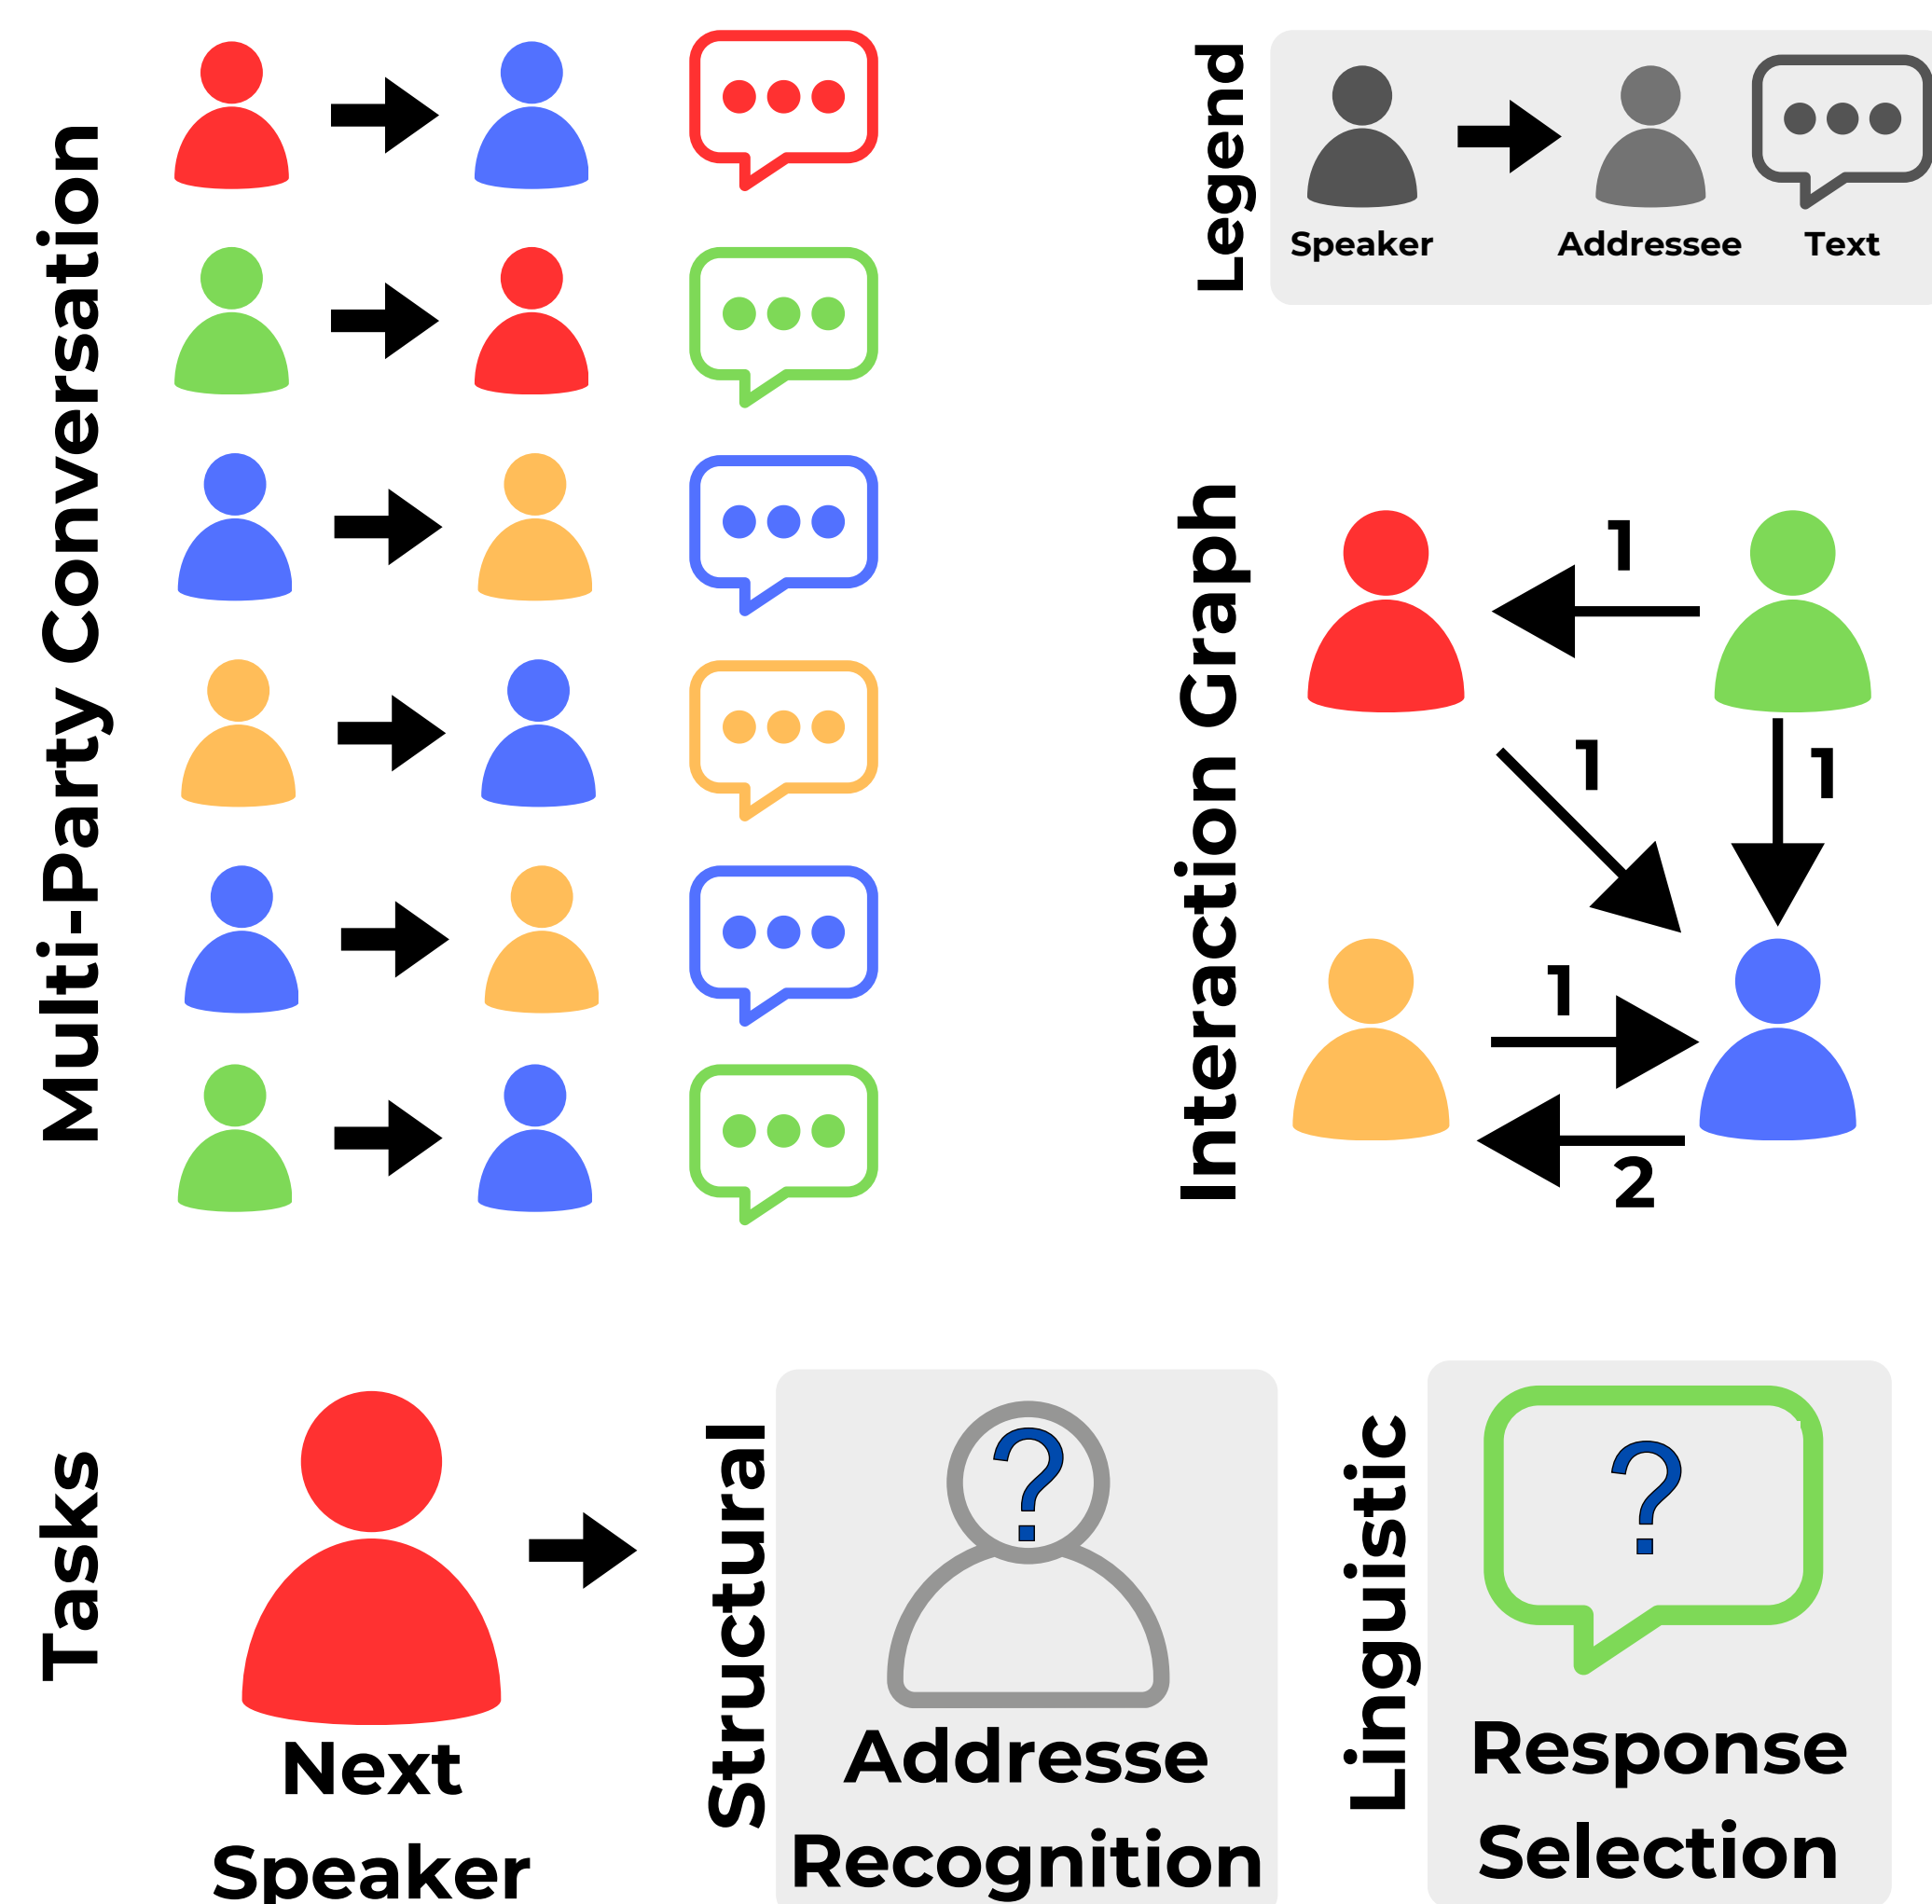 Multi-Party Conversation
Legend
Speaker
Addressee
Text
Interaction Graph
1
1
1
1
2
Tasks
Next
Speaker
Structural
?
Addresse
Recognition
Linguistic
?
Response
Selection